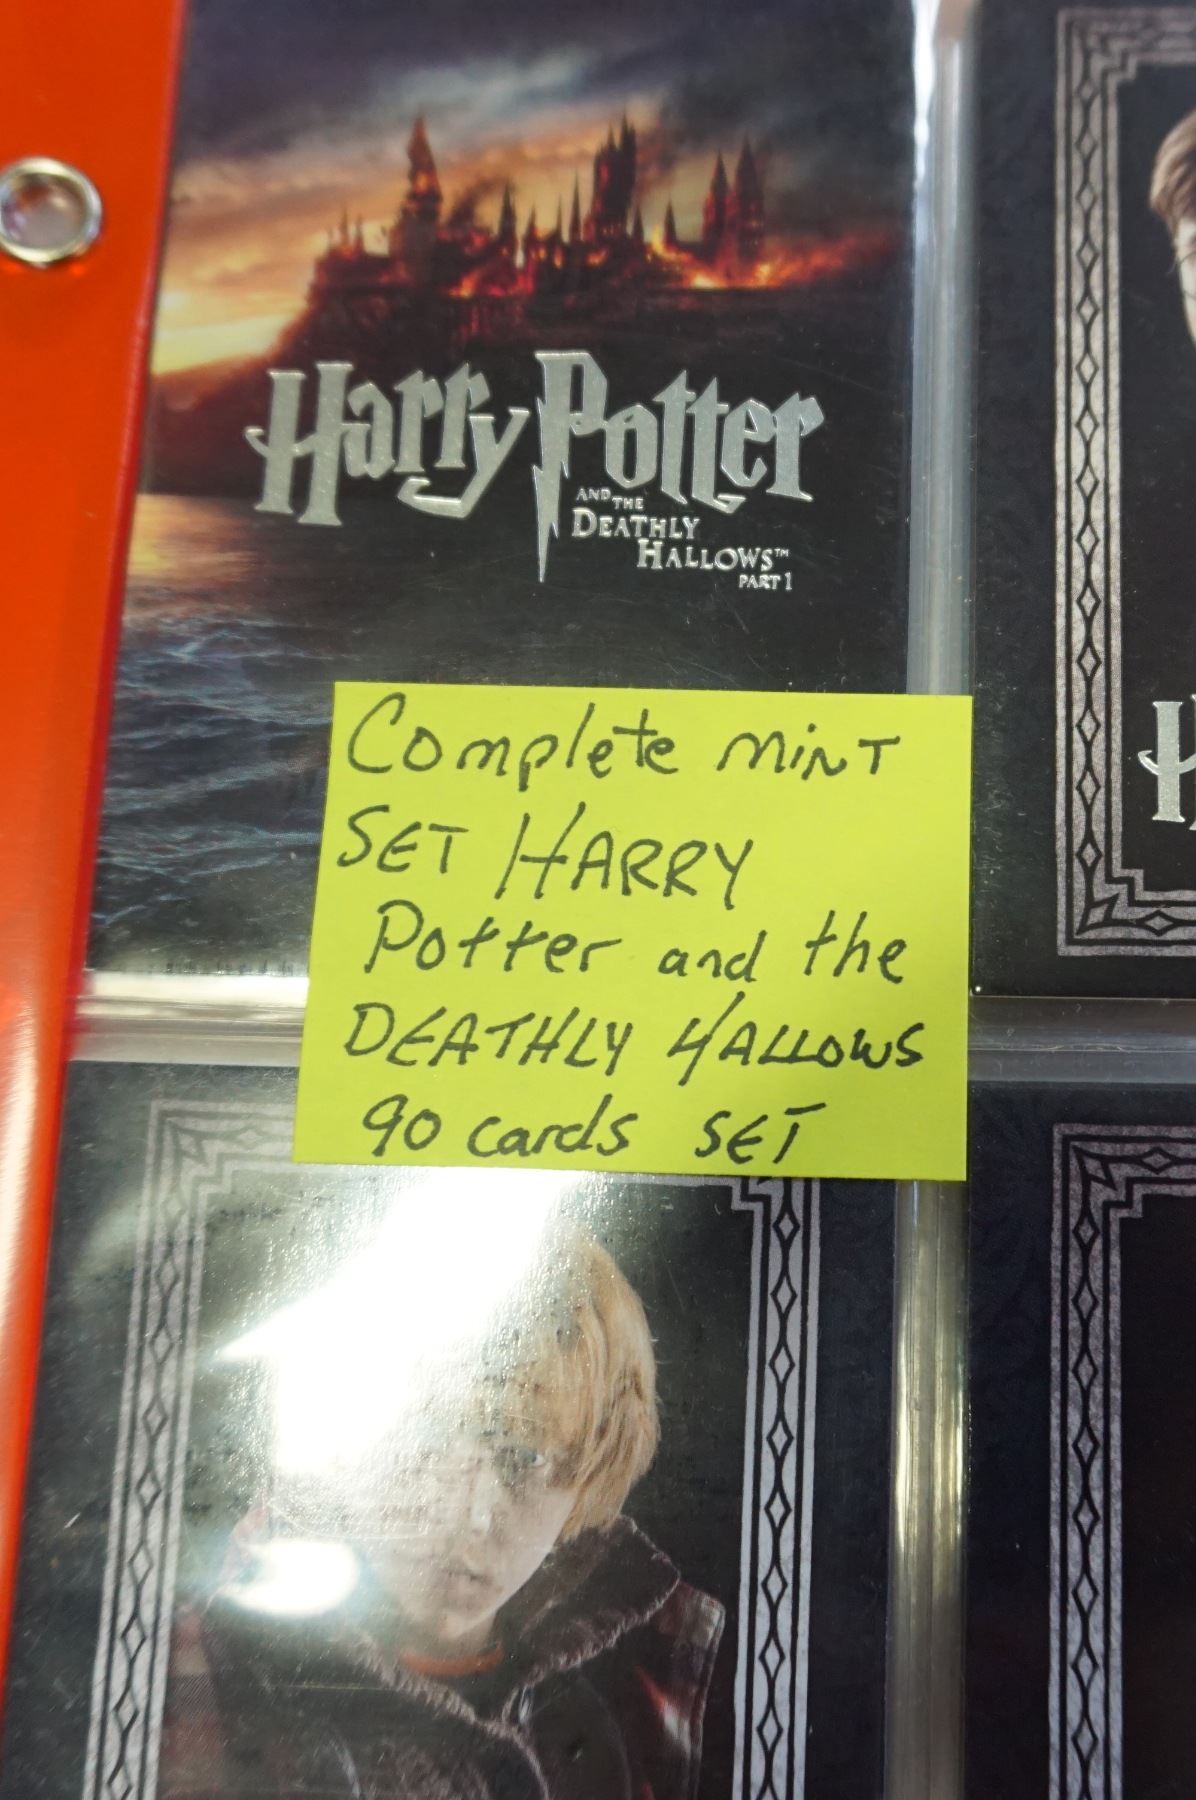 Harry Potter
AND THE
DEATHLY
HALLOWS™
PART 1
Complete MINT
SET HARRY
Potter and the
DEATHLY HALLOWS
90 cards SET
H